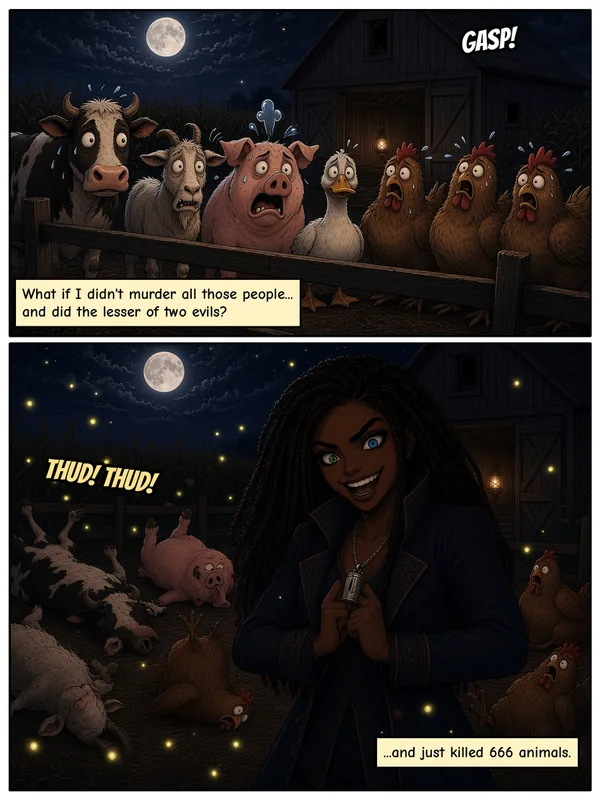 GASP!
What if I didn't murder all those people...
and did the lesser of two evils?
THUD! THUD!
...and just killed 666 animals.